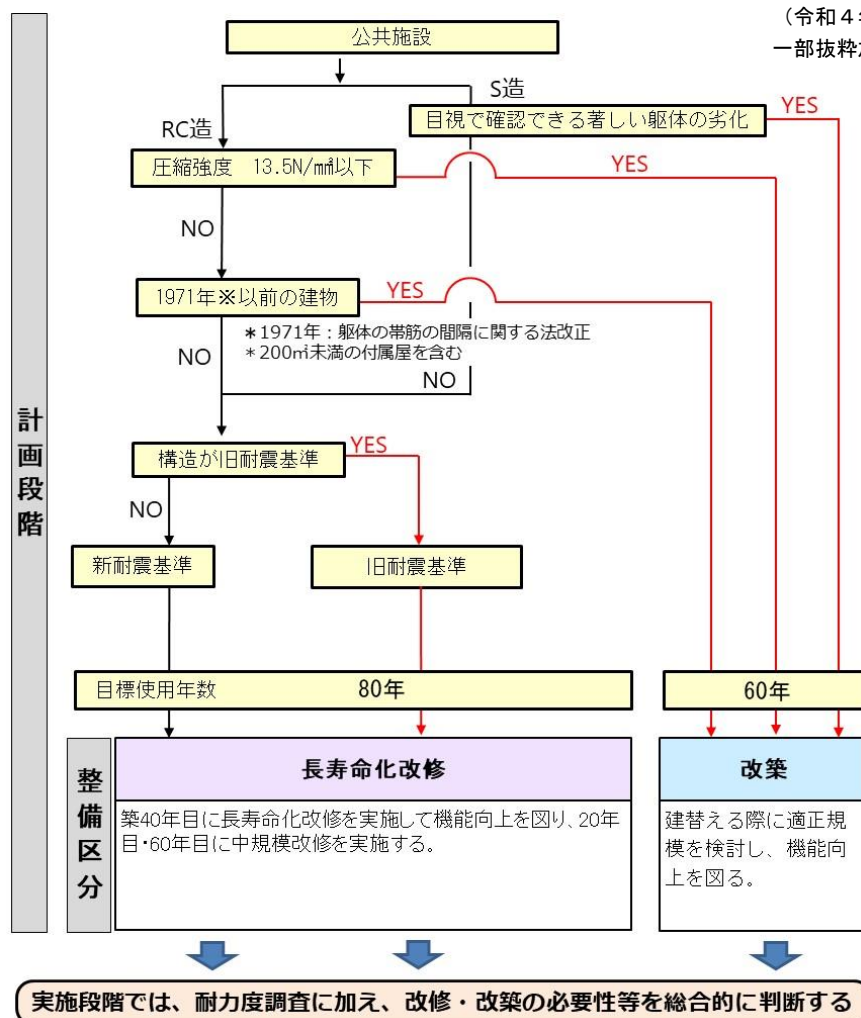 （令和４年
一部抜粋
公共施設
S造
RC造
目視で確認できる著しい躯体の劣化
YES
圧縮強度　13.5N/㎟以下
YES
NO
1971年※以前の建物
YES
＊1971年：躯体の帯筋の間隔に関する法改正
＊200㎡未満の付属屋を含む
NO
NO
構造が旧耐震基準
YES
NO
新耐震基準
旧耐震基準
計画段階
目標使用年数
80年
60年
整備区分
長寿命化改修
築40年目に長寿命化改修を実施して機能向上を図り、20年
目・60年目に中規模改修を実施する。
改築
建替える際に適正規
模を検討し、機能向
上を図る。
実施段階では、耐力度調査に加え、改修・改築の必要性等を総合的に判断する